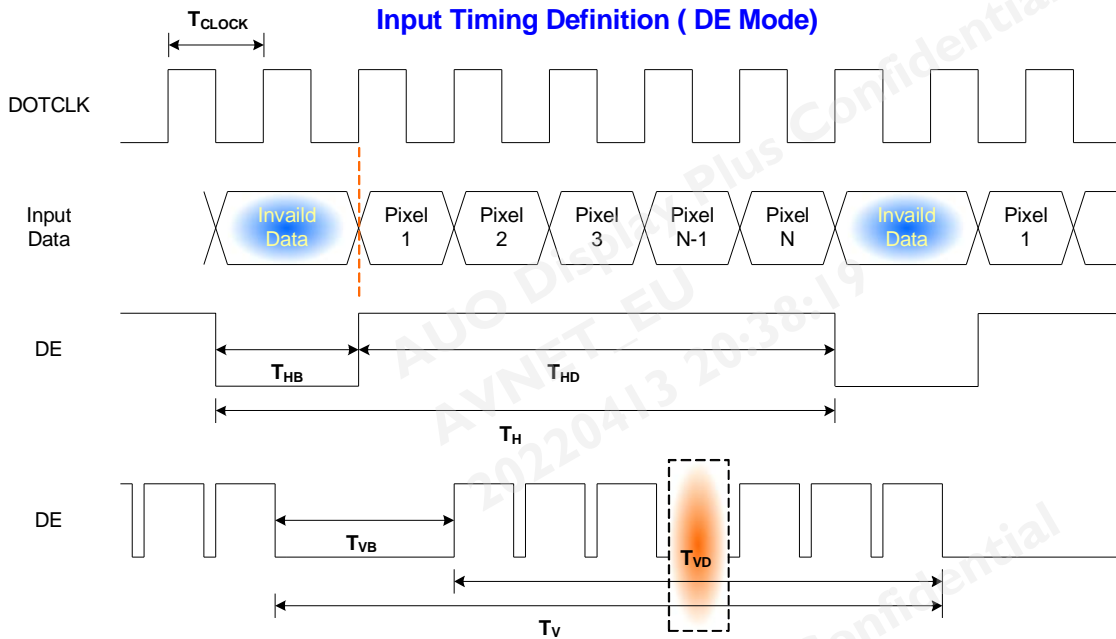 Input Timing Definition ( DE Mode)
TCLOCK
DOTCLK
Input
Data
Invaild
Data
Pixel
1
Pixel
2
Pixel
3
Pixel
N-1
Pixel
N
Invaild
Data
Pixel
1
DE
THB
THD
TH
DE
TVB
TVD
TV
AUO Display Plus Confidential
AVNET_EU
20220413 20:38:19
Confidential